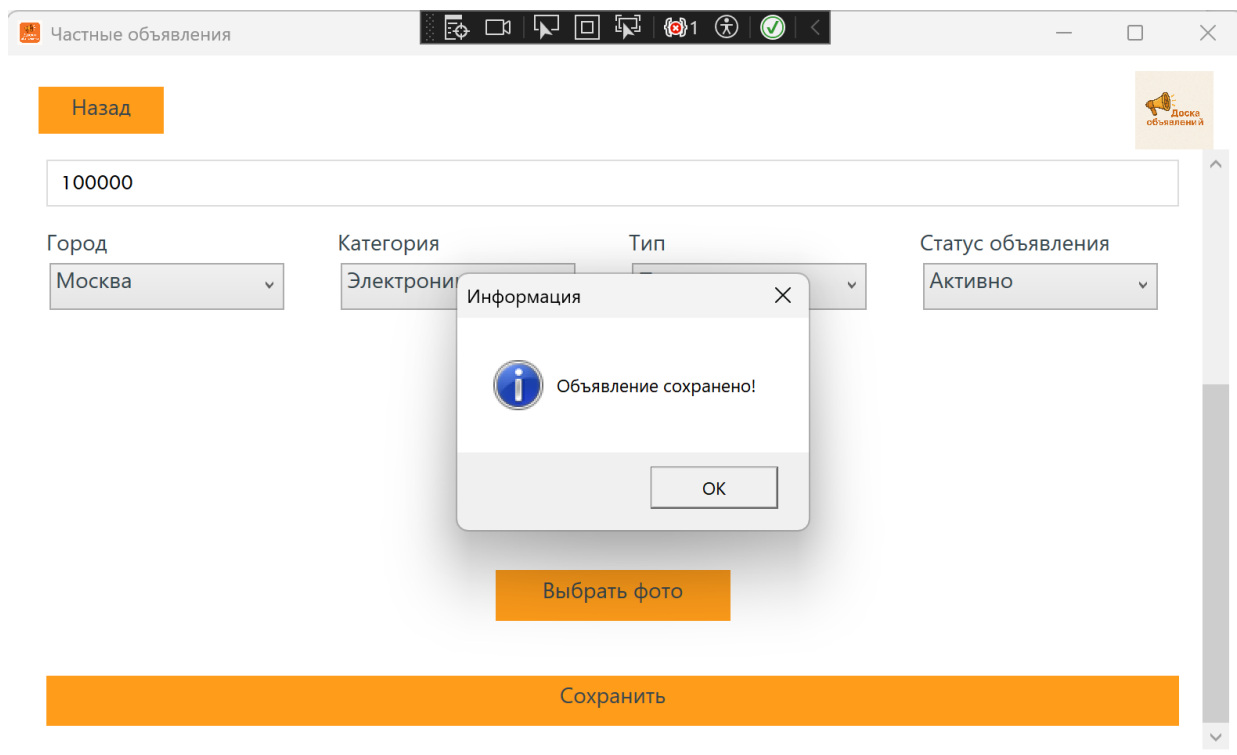 Частные объявления
1
Назад
Доска
объявлений
100000
Город
Категория
Тип
Статус объявления
Москва
Активно
Информация
Объявление сохранено!
OK
Выбрать фото
Сохранить